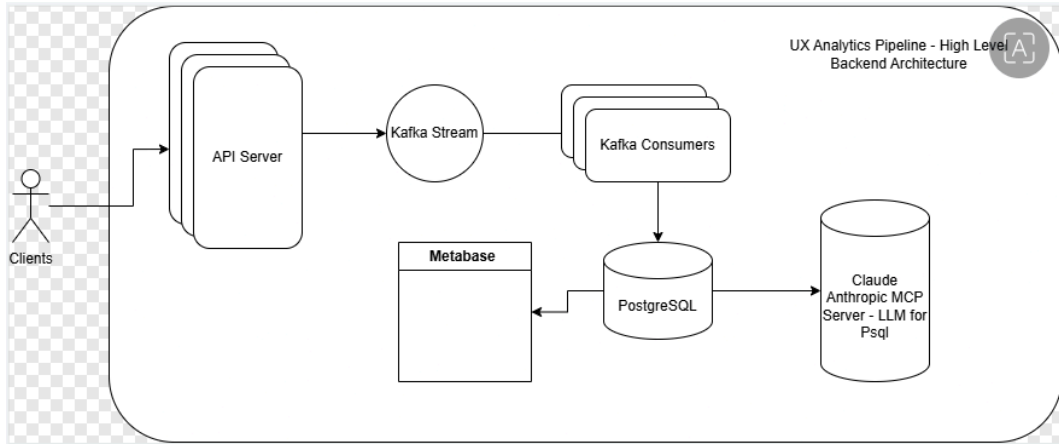 UX Analytics Pipeline - High Level
Backend Architecture
API Server
Kafka Stream
Kafka Consumers
Clients
Metabase
PostgreSQL
Claude
Anthropic MCP
Server - LLM for
Psql